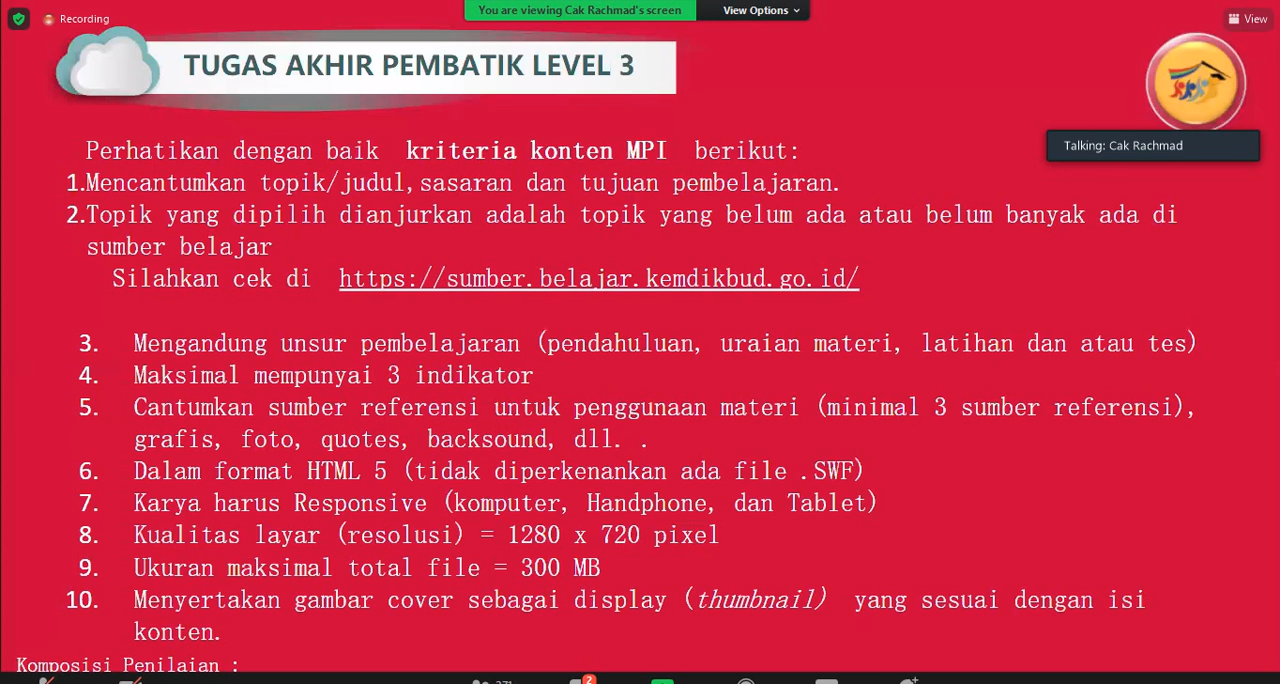 You are viewing Cak Rachmad's screen
View Options
Recording
View
TUGAS AKHIR PEMBATIK LEVEL 3
Talking: Cak Rachmad
Perhatikan dengan baik kriteria konten MPI berikut:
1.Mencantumkan topik/judul,sasaran dan tujuan pembelajaran.
2.Topik yang dipilih dianjurkan adalah topik yang belum ada atau belum banyak ada di
sumber belajar
Silahkan cek di https://sumber.belajar.kemdikbud.go.id/
3. Mengandung unsur pembelajaran (pendahuluan, uraian materi, latihan dan atau tes)
4. Maksimal mempunyai 3 indikator
5. Cantumkan sumber referensi untuk penggunaan materi (minimal 3 sumber referensi),
grafis, foto, quotes, backsound, dll. .
6. Dalam format HTML 5 (tidak diperkenankan ada file .SWF)
7. Karya harus Responsive (komputer, Handphone, dan Tablet)
8. Kualitas layar (resolusi) = 1280 x 720 pixel
9. Ukuran maksimal total file = 300 MB
10. Menyertakan gambar cover sebagai display (thumbnail) yang sesuai dengan isi
konten.
Komposisi Penilaian :
2